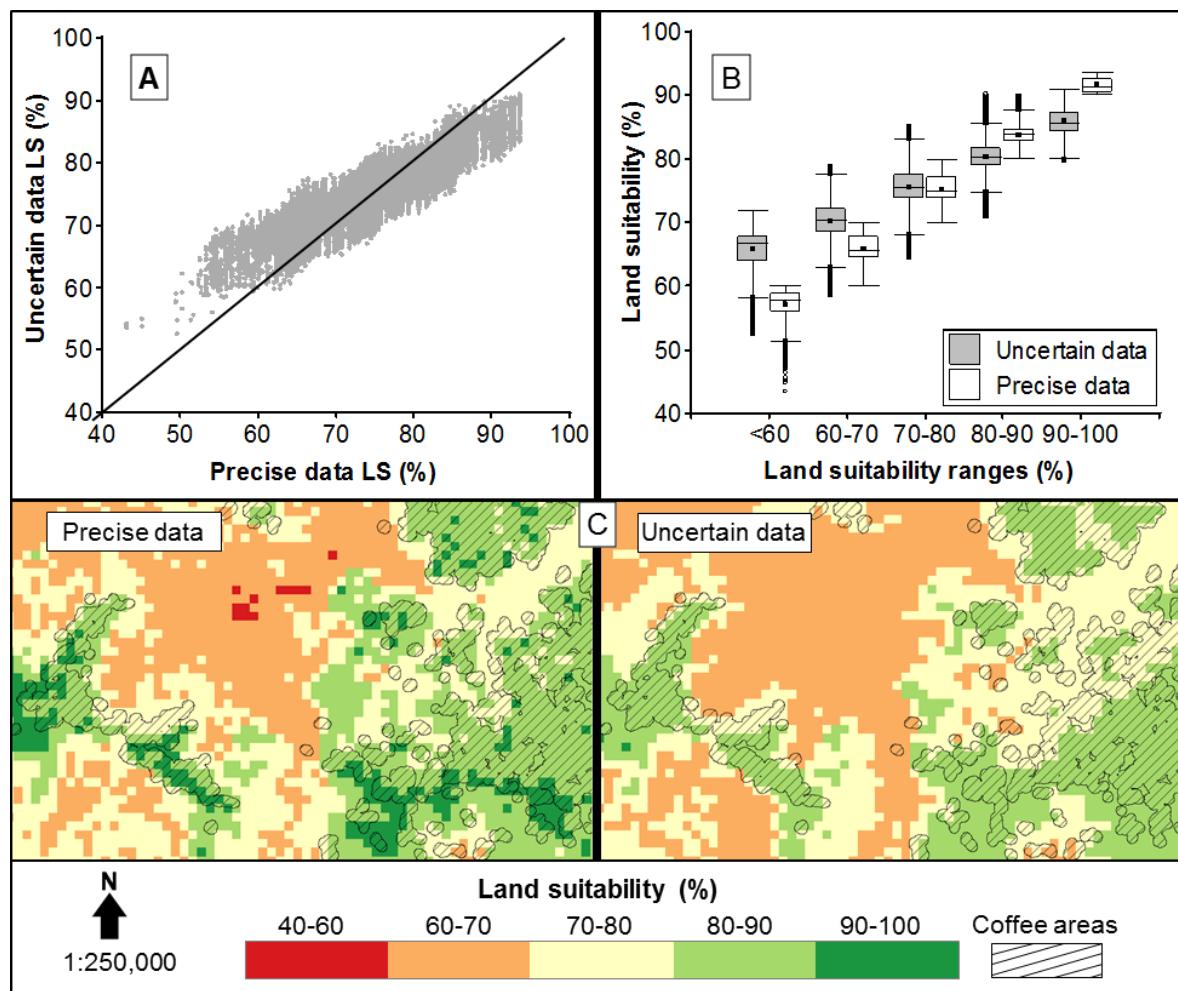 A
Uncertain data LS (%)
100
90
80
70
60
50
40
40 50 60 70 80 90 100
Precise data LS (%)
B
Land suitability (%)
100
90
80
70
60
50
40
Uncertain data
Precise data
<60 60-70 70-80 80-90 90-100
Land suitability ranges (%)
C
Precise data
Uncertain data
N
1:250,000
Land suitability (%)
40-60 60-70 70-80 80-90 90-100
Coffee areas